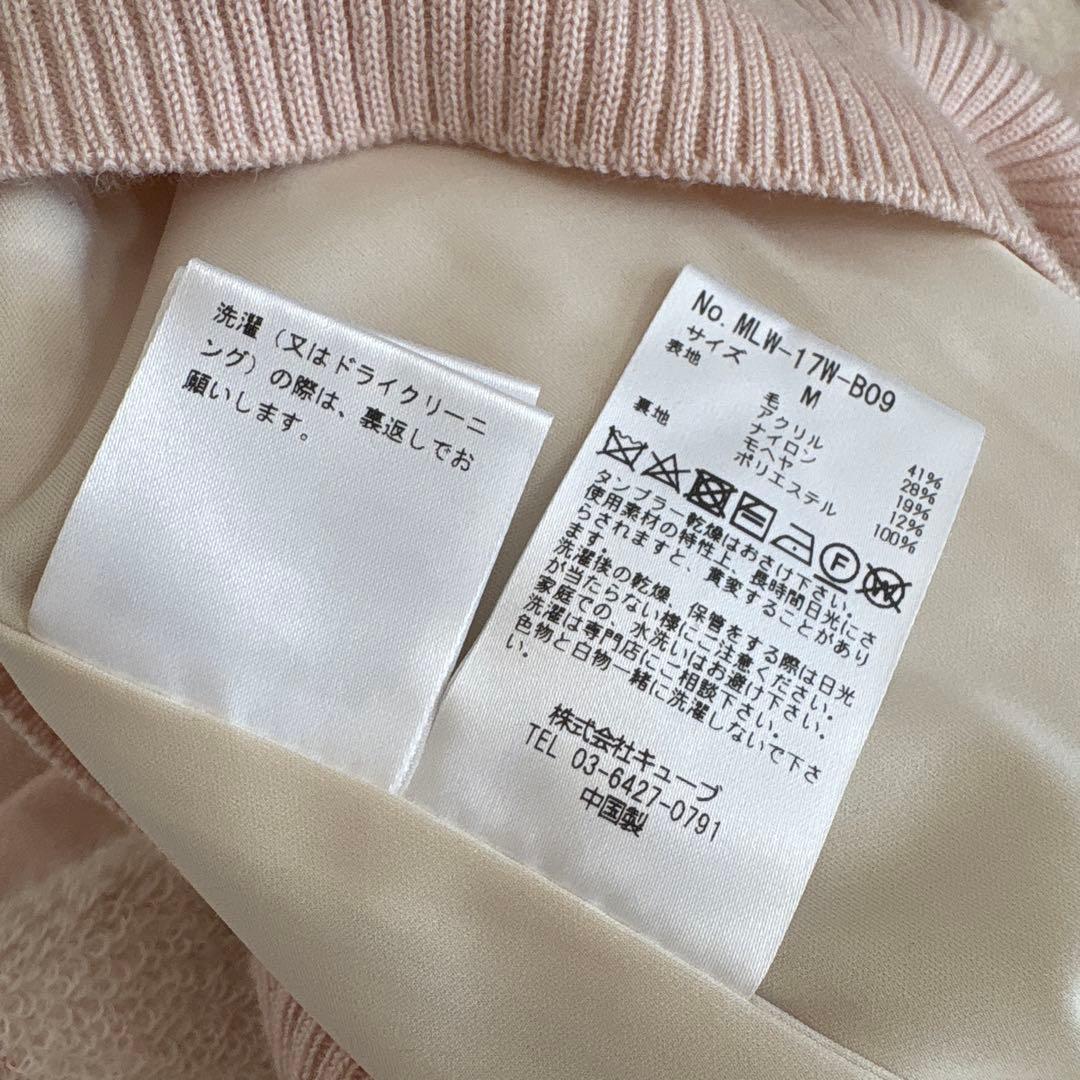 洗濯(又はドライクリーニ
ング)の際は、裏返しでお
願いします。
No. MLW-17W-B09
サイズ M
表地 毛 41%
アクリル 28%
ナイロン 19%
モヘヤ 12%
裏地 ポリエステル 100%
F
W
タンブラー乾燥はおさけ下さい。
使用素材の特性上、長時間日光にさ
らされますと、黄変することがあり
ます。
洗濯後の乾燥、保管をする際は日光
が当たらない様にご注意ください。
家庭での、水洗いはお避け下さい。
洗濯は専門店にご相談下さい。
色物と白物一緒に洗濯しないで下さ
い。
株式会社キューブ
TEL 03-6427-0791
中国製